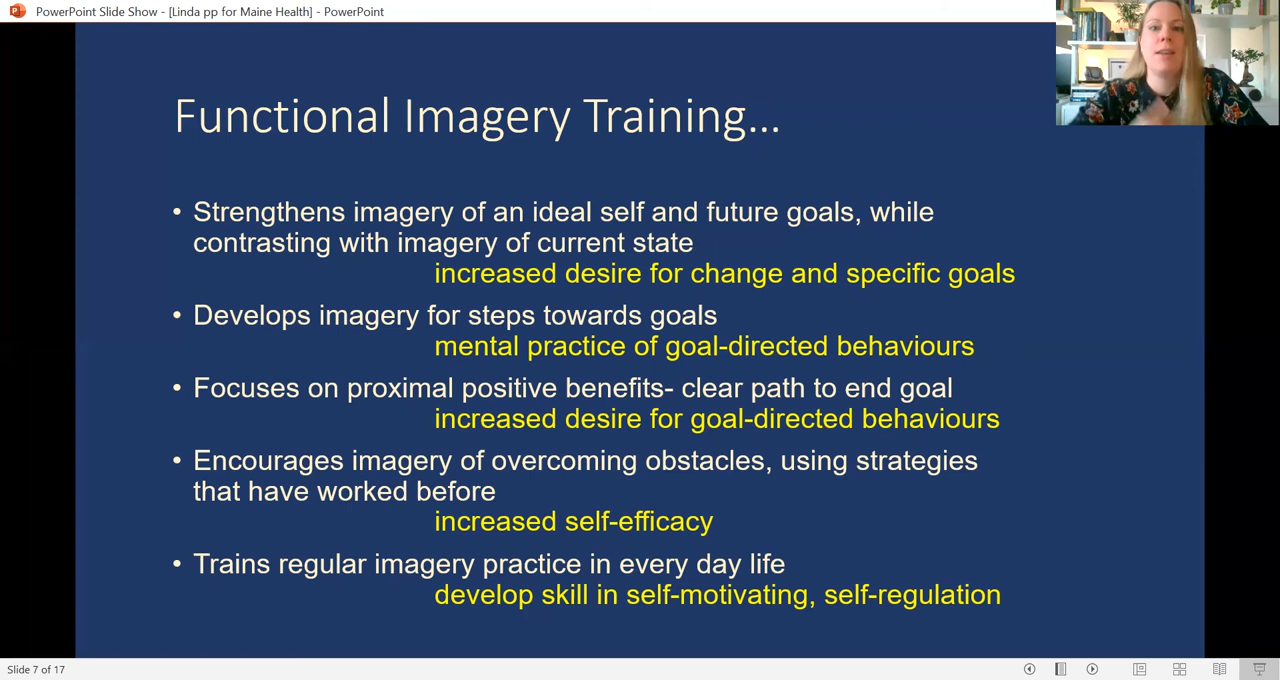 PowerPoint Slide Show - [Linda pp for Maine Health] - PowerPoint
Functional Imagery Training...
• Strengthens imagery of an ideal self and future goals, while
contrasting with imagery of current state
increased desire for change and specific goals
• Develops imagery for steps towards goals
mental practice of goal-directed behaviours
• Focuses on proximal positive benefits- clear path to end goal
increased desire for goal-directed behaviours
• Encourages imagery of overcoming obstacles, using strategies
that have worked before
increased self-efficacy
• Trains regular imagery practice in every day life
develop skill in self-motivating, self-regulation
Slide 7 of 17